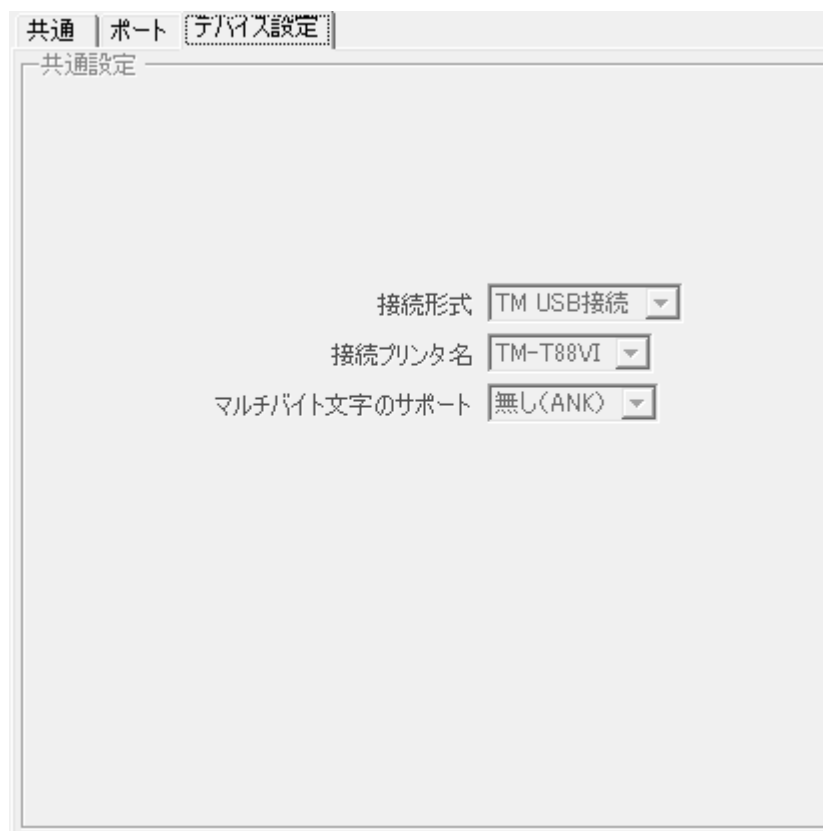 共通 ポート デバイス設定
共通設定
接続形式 TM USB接続
接続プリンタ名 TM-T88VI
マルチバイト文字のサポート 無し(ANK)